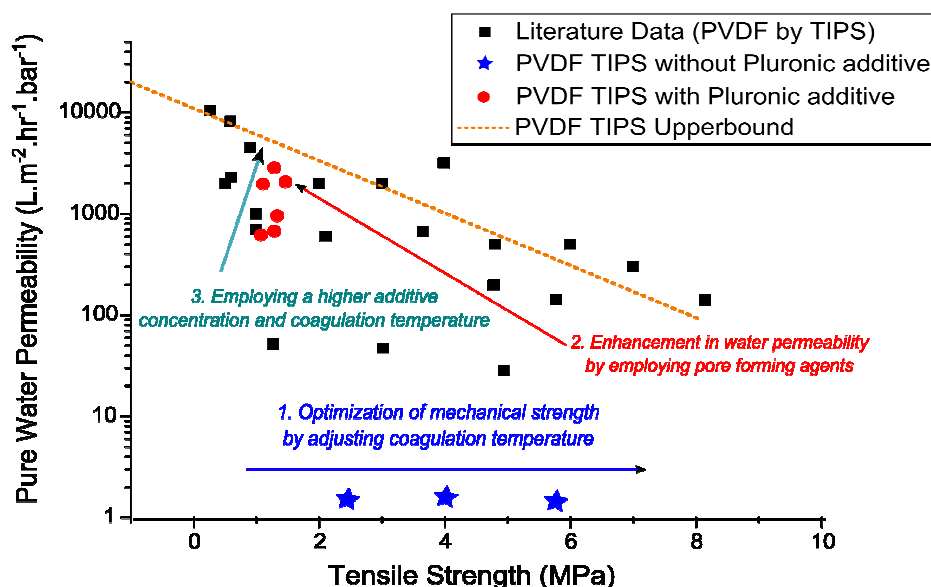 Literature Data (PVDF by TIPS)
PVDF TIPS without Pluronic additive
PVDF TIPS with Pluronic additive
PVDF TIPS Upperbound
Pure Water Permeability (L.m⁻².hr⁻¹.bar⁻¹)
10000
1000
100
10
1
3. Employing a higher additive
concentration and coagulation temperature
2. Enhancement in water permeability
by employing pore forming agents
1. Optimization of mechanical strength
by adjusting coagulation temperature
0 2 4 6 8 10
Tensile Strength (MPa)